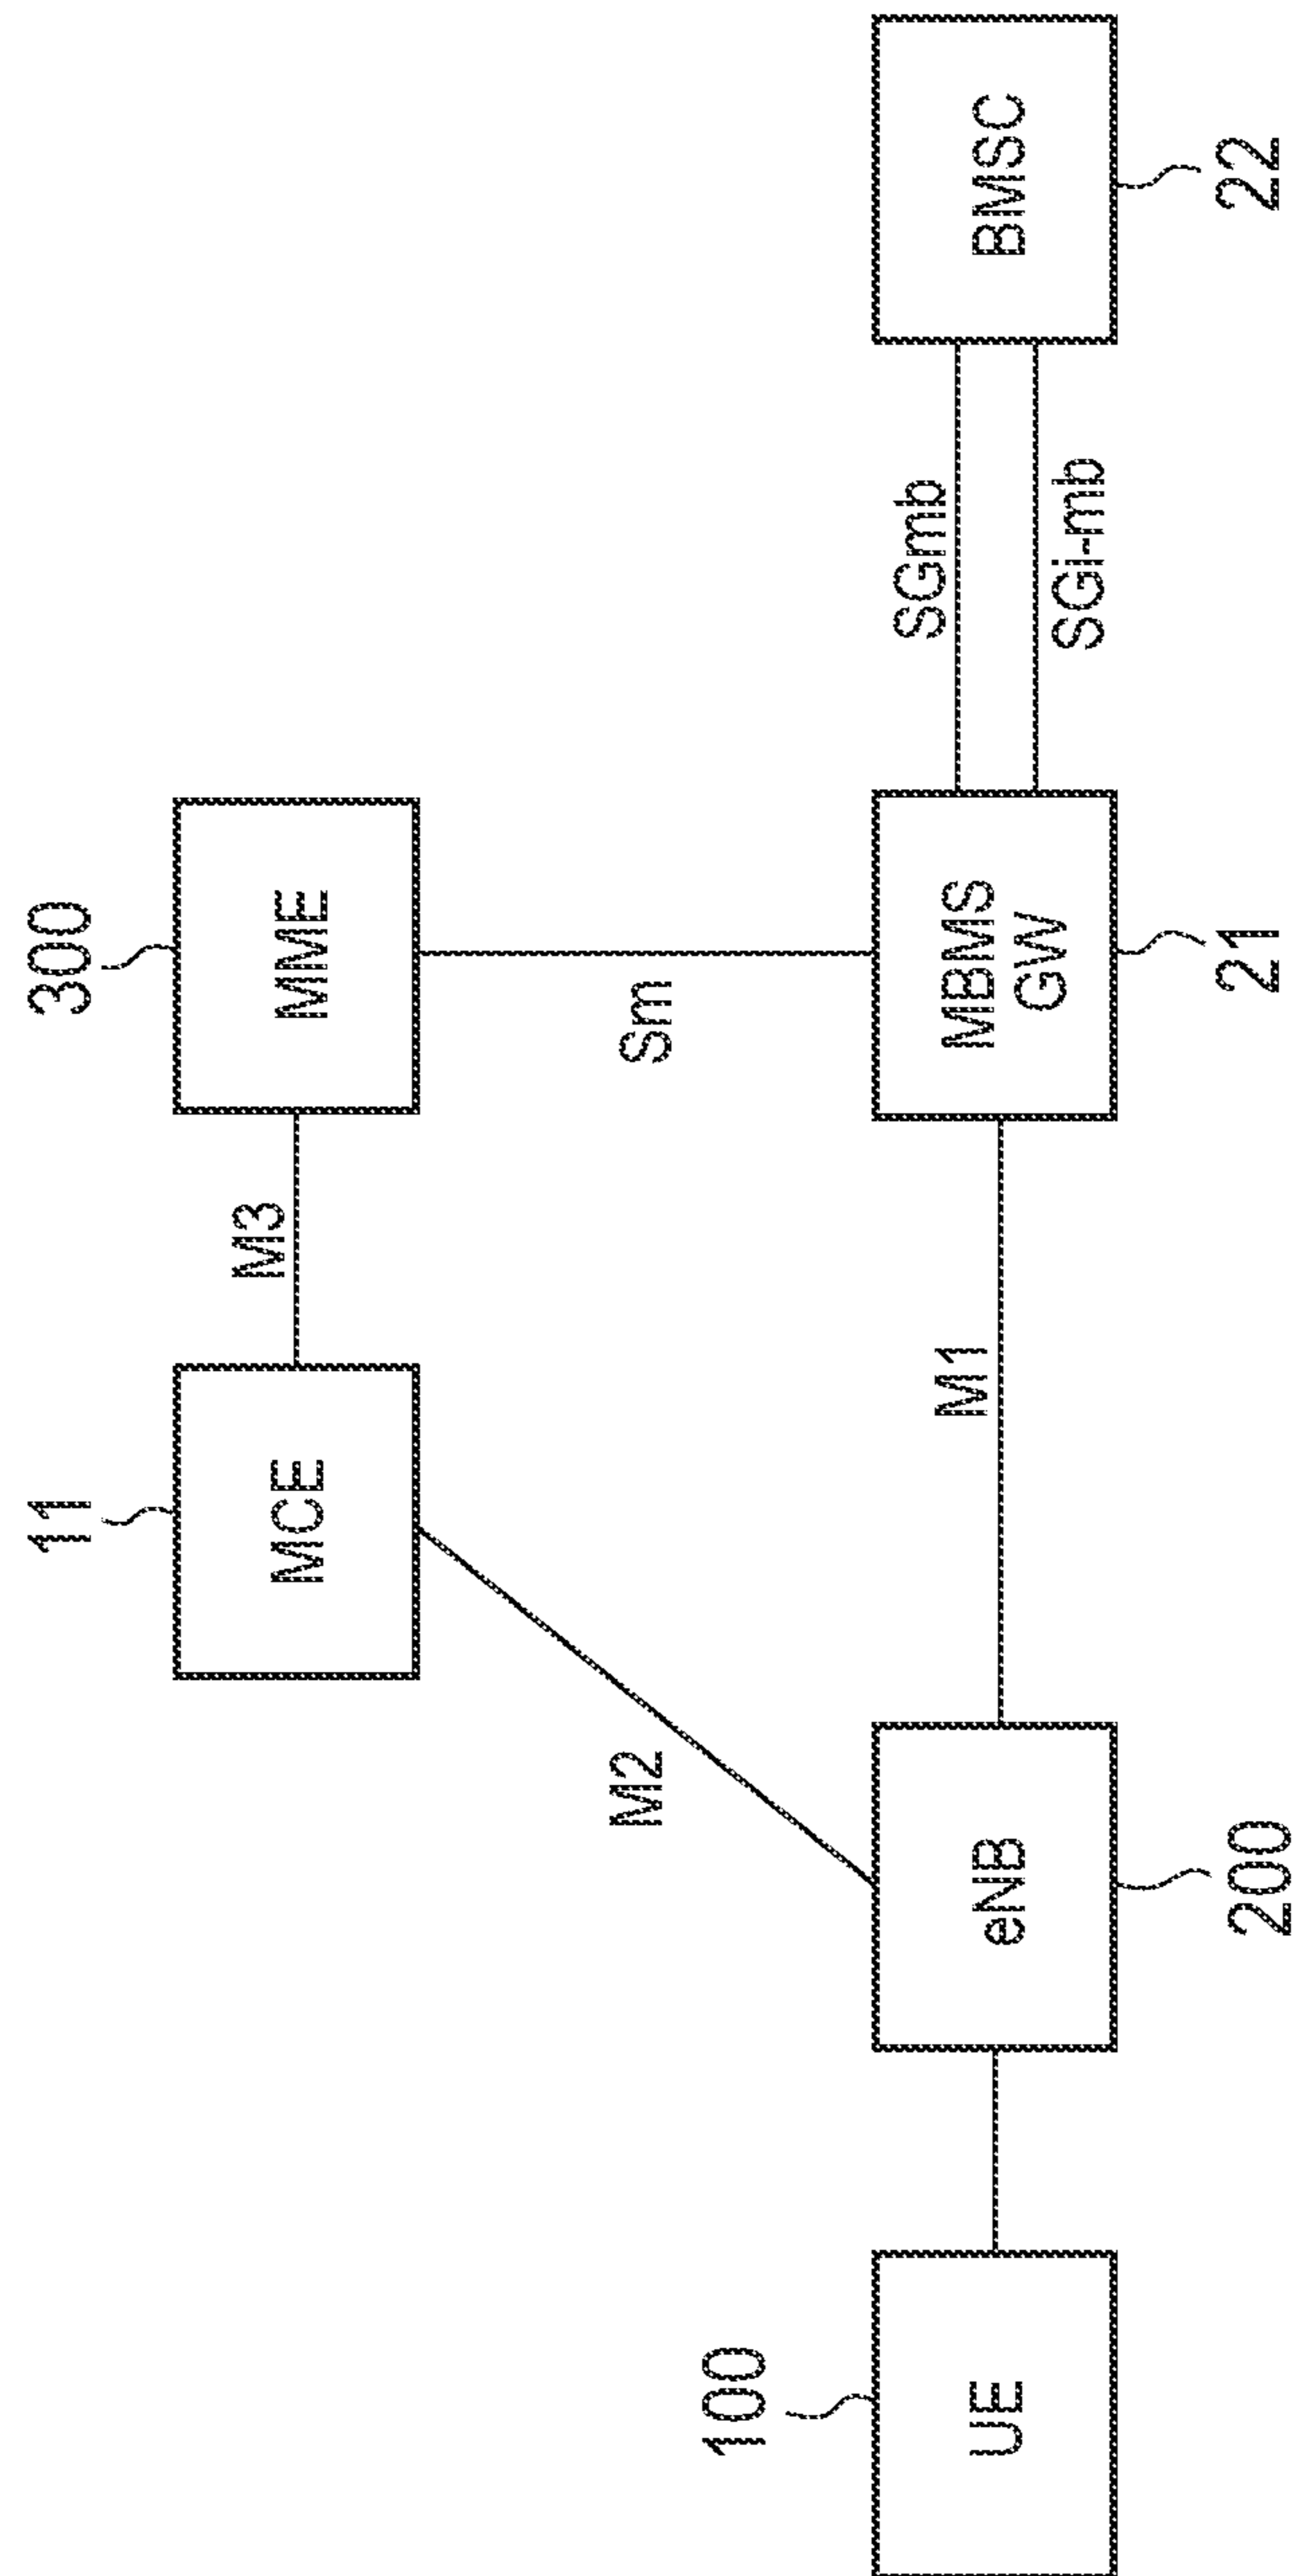 11
300
MCE
M3
MME
M2
Sm
100
UE
eNB
200
M1
MBMS
GW
21
SGmb
SGi-mb
BMSC
22